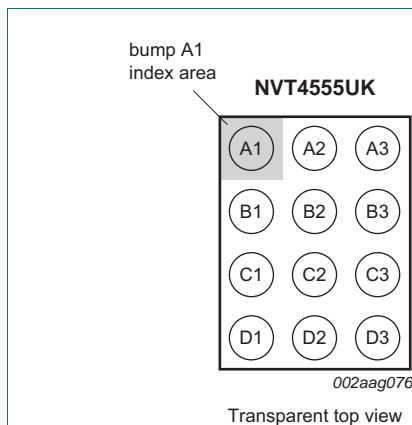 bump A1
index area
NVT4555UK
A1 A2 A3
B1 B2 B3
C1 C2 C3
D1 D2 D3
002aag076
Transparent top view